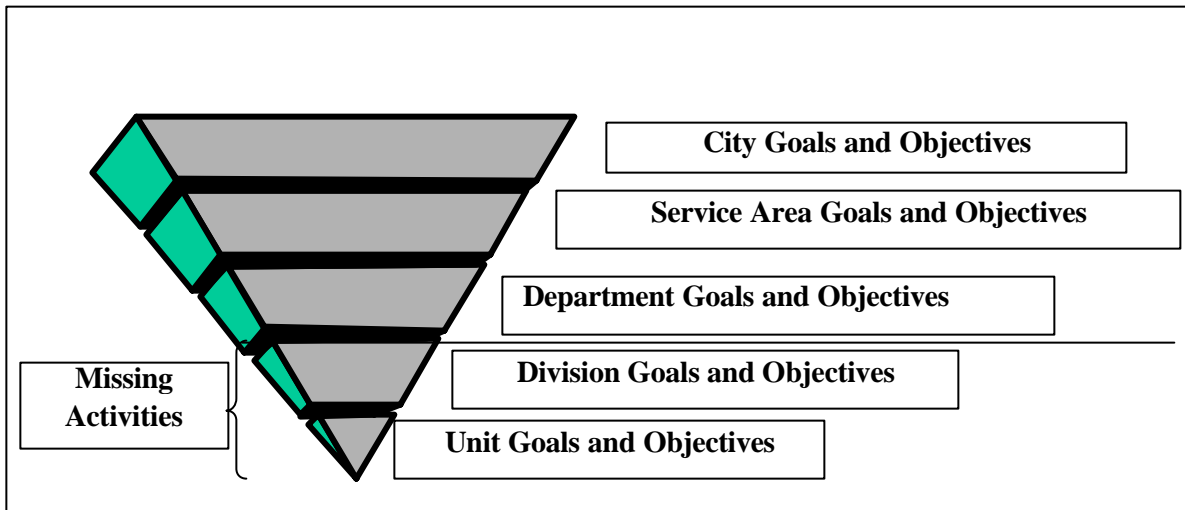 City Goals and Objectives
Service Area Goals and Objectives
Department Goals and Objectives
Missing
Activities
Division Goals and Objectives
Unit Goals and Objectives